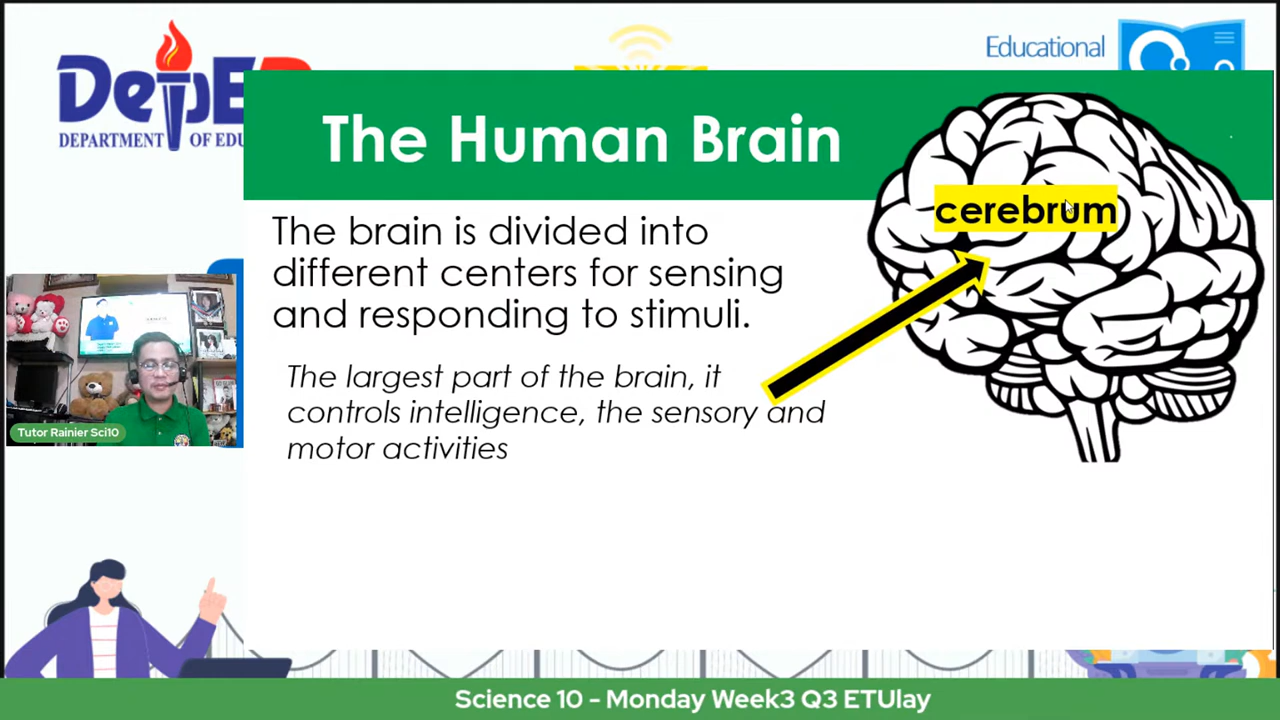 DepED
DEPARTMENT OF EDU
Educational
The Human Brain
cerebrum
The brain is divided into
different centers for sensing
and responding to stimuli.
The largest part of the brain, it
controls intelligence, the sensory and
motor activities
Tutor Rainier Sci10
Science 10 - Monday Week3 Q3 ETUlay